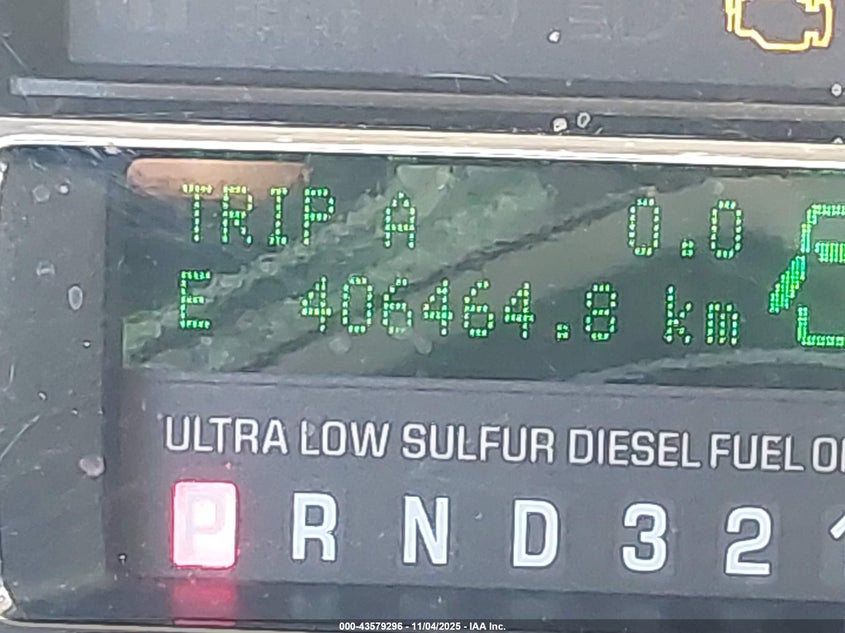 TRIP A 0.0
E 406464.8 km
ULTRA LOW SULFUR DIESEL FUEL
P R N D 3 2
000-43579296 - 11/04/2025 - IAA Inc.